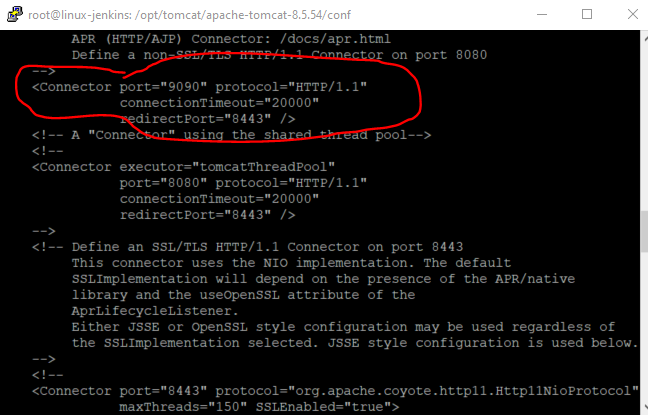 root@linux-jenkins: /opt/tomcat/apache-tomcat-8.5.54/conf
APR (HTTP/AJP) Connector: /docs/apr.html
Define a non-SSL/TLS HTTP/1.1 Connector on port 8080
-->
<Connector port="9090" protocol="HTTP/1.1"
connectionTimeout="20000"
redirectPort="8443" />
<!-- A "Connector" using the shared thread pool-->
<!--
<Connector executor="tomcatThreadPool"
port="8080" protocol="HTTP/1.1"
connectionTimeout="20000"
redirectPort="8443" />
-->
<!-- Define an SSL/TLS HTTP/1.1 Connector on port 8443
This connector uses the NIO implementation. The default
SSLImplementation will depend on the presence of the APR/native
library and the useOpenSSL attribute of the
AprLifecycleListener.
Either JSSE or OpenSSL style configuration may be used regardless of
the SSLImplementation selected. JSSE style configuration is used below.
-->
<!--
<Connector port="8443" protocol="org.apache.coyote.http11.Http11NioProtocol"
maxThreads="150" SSLEnabled="true">